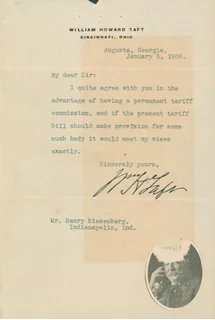 WILLIAM HOWARD TAFT
CINCINNATI, OHIO
Augusta, Georgia,
January 5, 1909.
My dear Sir:
I quite agree with you in the
advantage of having a permanent tariff
commission, and if the present tariff
bill should make provision for some
such body it would meet my views
exactly.
Sincerely yours,
Wm H Taft
Mr. Henry Riesenberg,
Indianapolis, Ind.